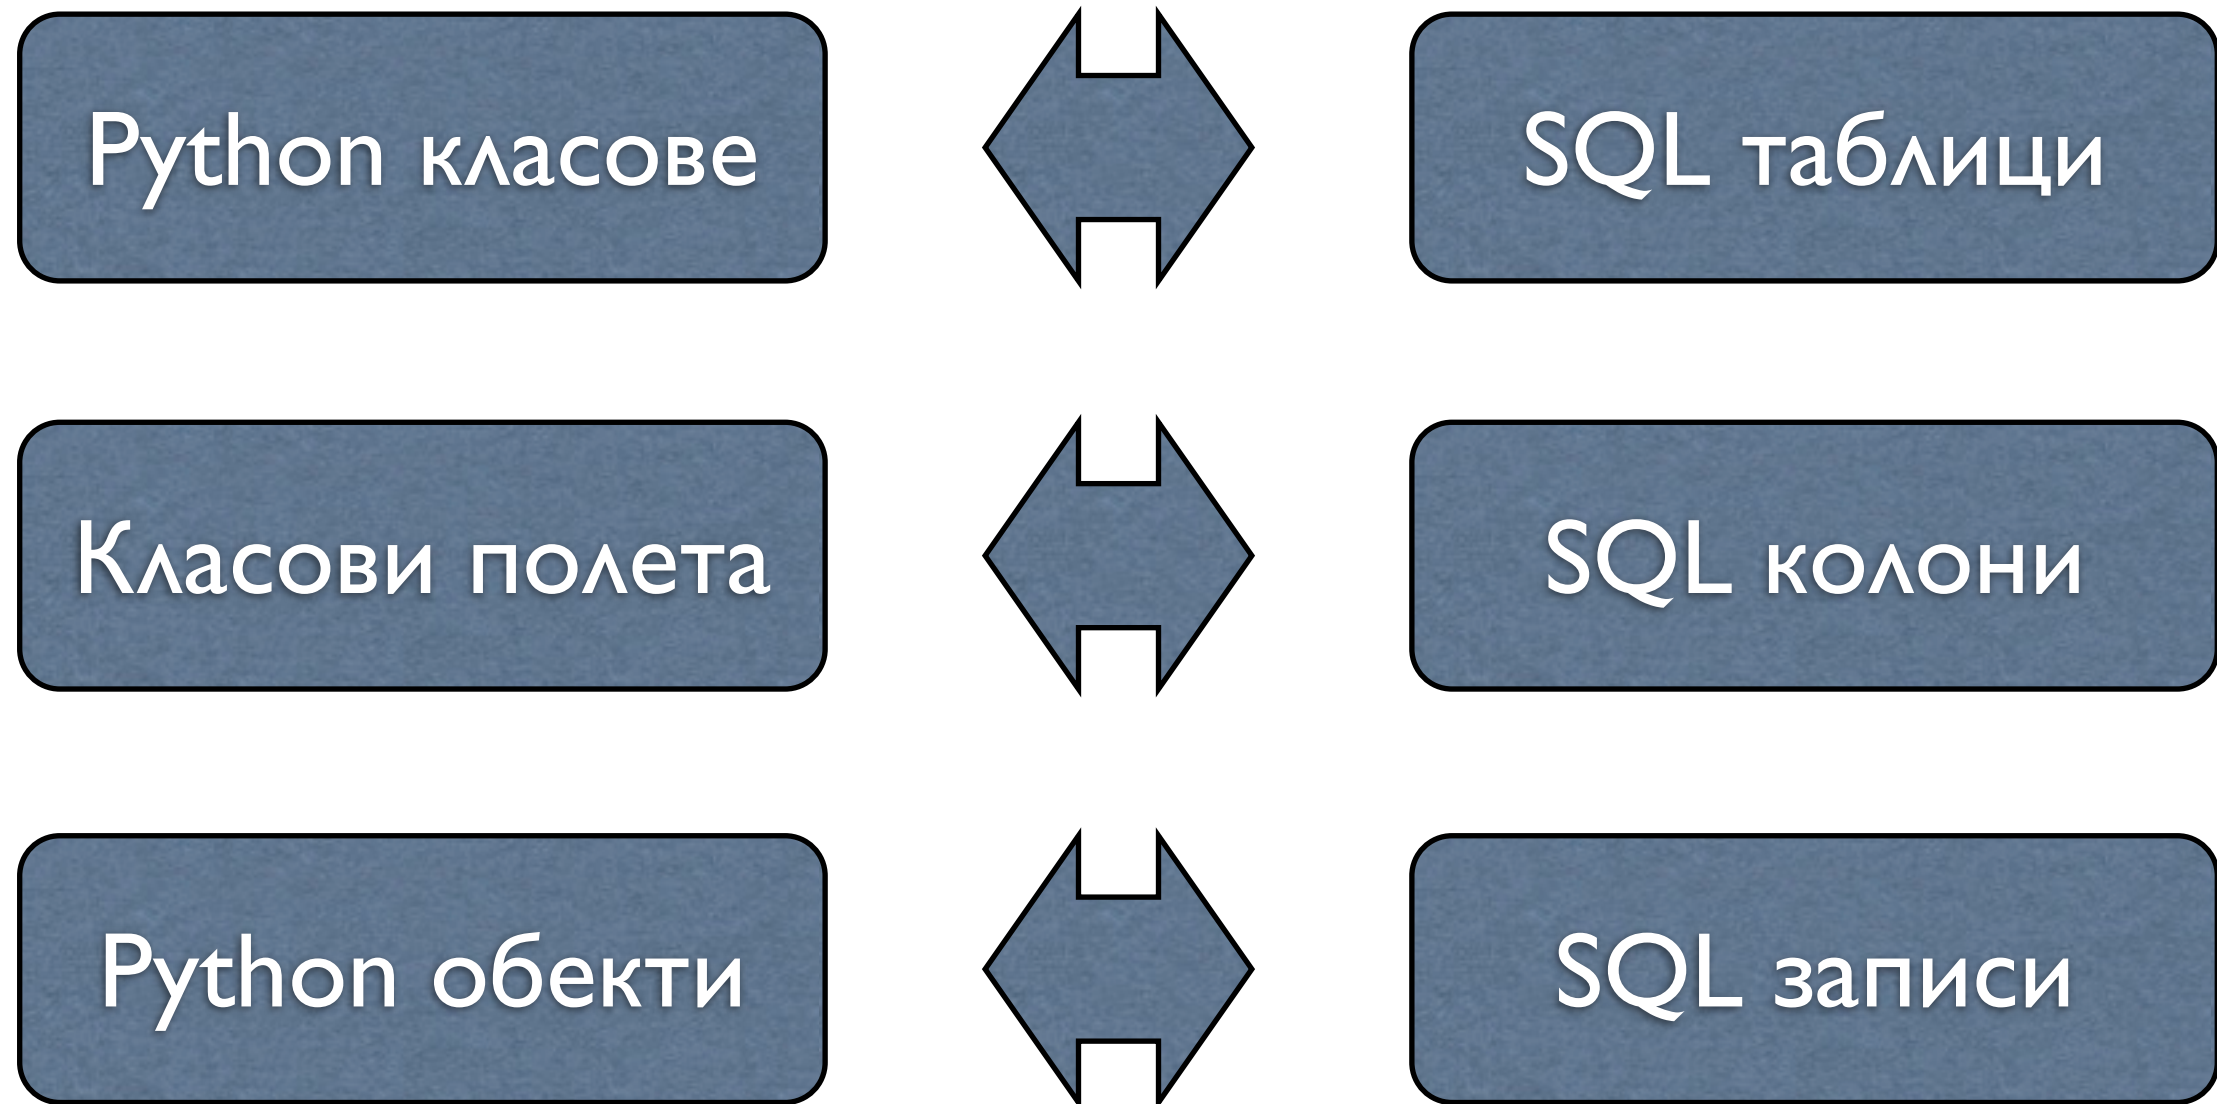 Python класове
SQL таблици
Класови полета
SQL колони
Python обекти
SQL записи